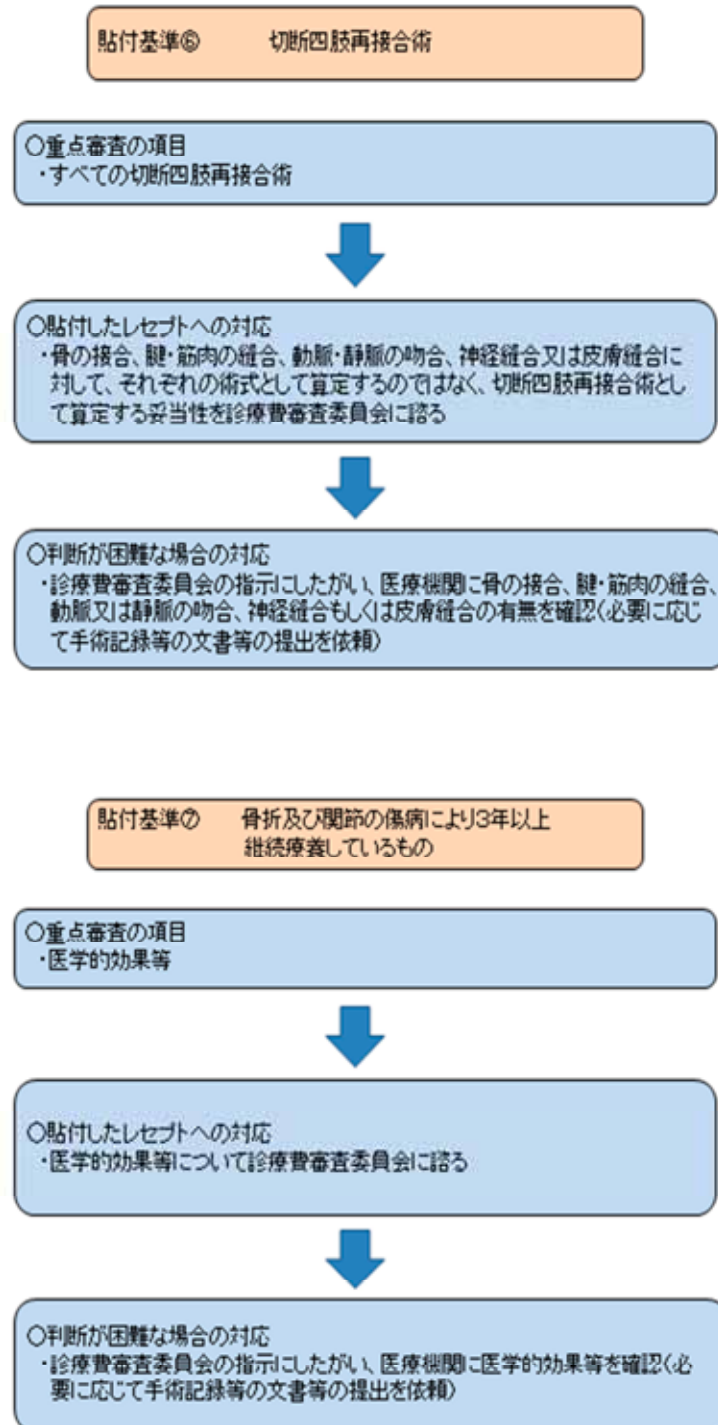 貼付基準⑥　　切断四肢再接合術
○重点審査の項目
・すべての切断四肢再接合術
○貼付したレセプトへの対応
・骨の接合、腱・筋肉の縫合、動脈・静脈の吻合、神経縫合又は皮膚縫合に
対して、それぞれの術式として算定するのではなく、切断四肢再接合術とし
て算定する妥当性を診療費審査委員会に諮る
○判断が困難な場合の対応
・診療費審査委員会の指示にしたがい、医療機関に骨の接合、腱・筋肉の縫合、
動脈又は静脈の吻合、神経縫合もしくは皮膚縫合の有無を確認(必要に応じ
て手術記録等の文書等の提出を依頼)
貼付基準⑦　　骨折及び関節の傷病により3年以上
継続療養しているもの
○重点審査の項目
・医学的効果等
○貼付したレセプトへの対応
・医学的効果等について診療費審査委員会に諮る
○判断が困難な場合の対応
・診療費審査委員会の指示にしたがい、医療機関に医学的効果等を確認(必
要に応じて手術記録等の文書等の提出を依頼)